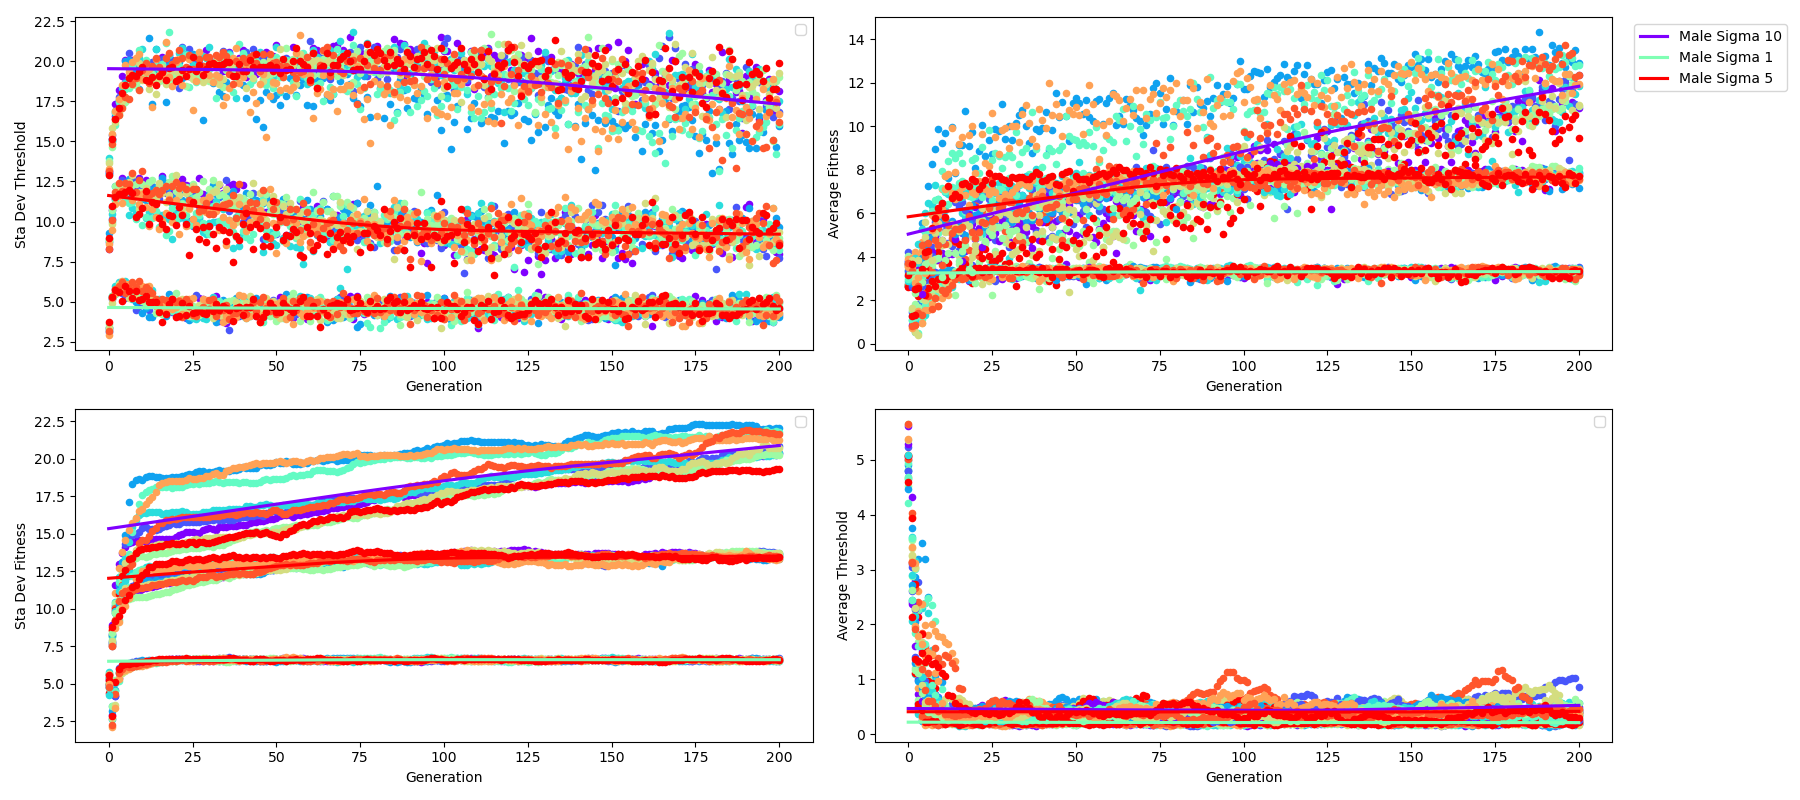 Sta Dev Threshold
22.5
20.0
17.5
15.0
12.5
10.0
7.5
5.0
2.5
0 25 50 75 100 125 150 175 200
Generation
Average Fitness
14
12
10
8
6
4
2
0
0 25 50 75 100 125 150 175 200
Generation
Male Sigma 10
Male Sigma 1
Male Sigma 5
Sta Dev Fitness
22.5
20.0
17.5
15.0
12.5
10.0
7.5
5.0
2.5
0 25 50 75 100 125 150 175 200
Generation
Average Threshold
5
4
3
2
1
0
0 25 50 75 100 125 150 175 200
Generation